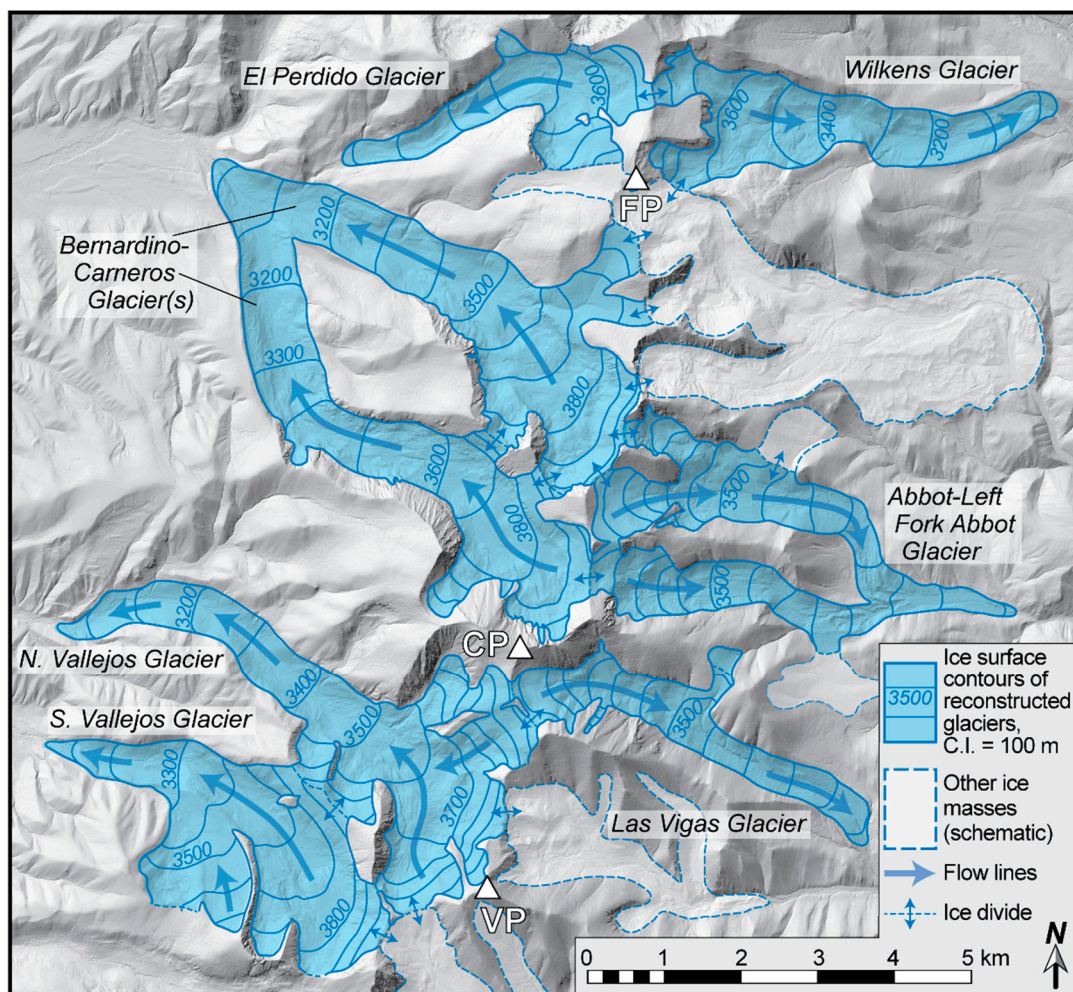 El Perdido Glacier
Wilkens Glacier
3600
3600
3400
3200
FP
Bernardino-
Carneros
Glacier(s)
3200
3200
3500
3300
3800
3600
3500
Abbot-Left
Fork Abbot
Glacier
3800
3500
3200
CP
N. Vallejos Glacier
3400
3500
3500
S. Vallejos Glacier
3300
3700
Las Vigas Glacier
3500
3800
VP
3500
Ice surface
contours of
reconstructed
glaciers,
C.I. = 100 m
Other ice
masses
(schematic)
Flow lines
Ice divide
0 1 2 3 4 5 km
N